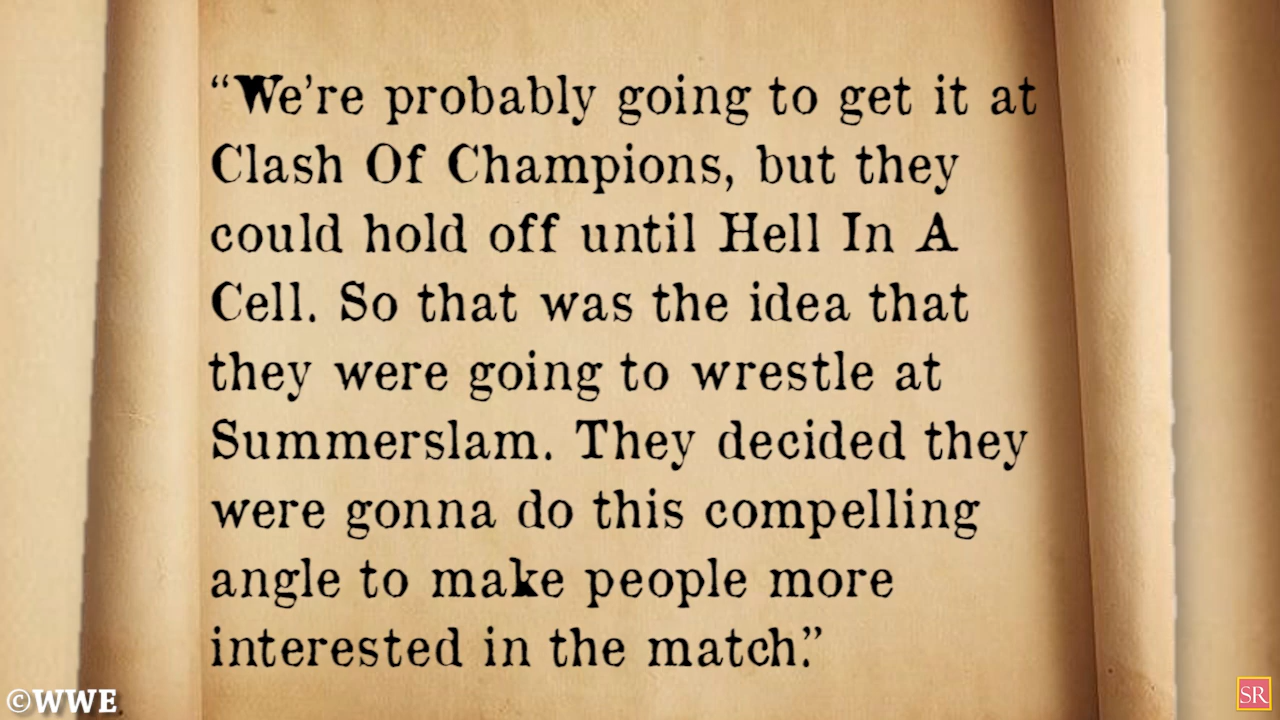 “We’re probably going to get it at
Clash Of Champions, but they
could hold off until Hell In A
Cell. So that was the idea that
they were going to wrestle at
Summerslam. They decided they
were gonna do this compelling
angle to make people more
interested in the match.”
©WWE
SR